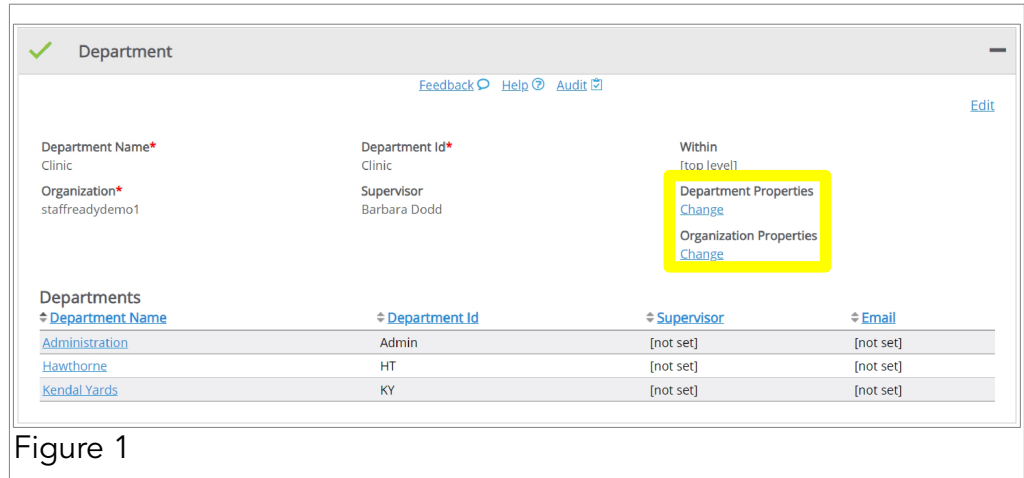 Department
Feedback Help Audit
Edit
Department Name* Department Id* Within
Clinic Clinic [top level]
Organization* Supervisor Department Properties
staffreadydemo1 Barbara Dodd Change
Organization Properties
Change
Departments
Department Name Department Id Supervisor Email
Administration Admin [not set] [not set]
Hawthorne HT [not set] [not set]
Kendal Yards KY [not set] [not set]
Figure 1